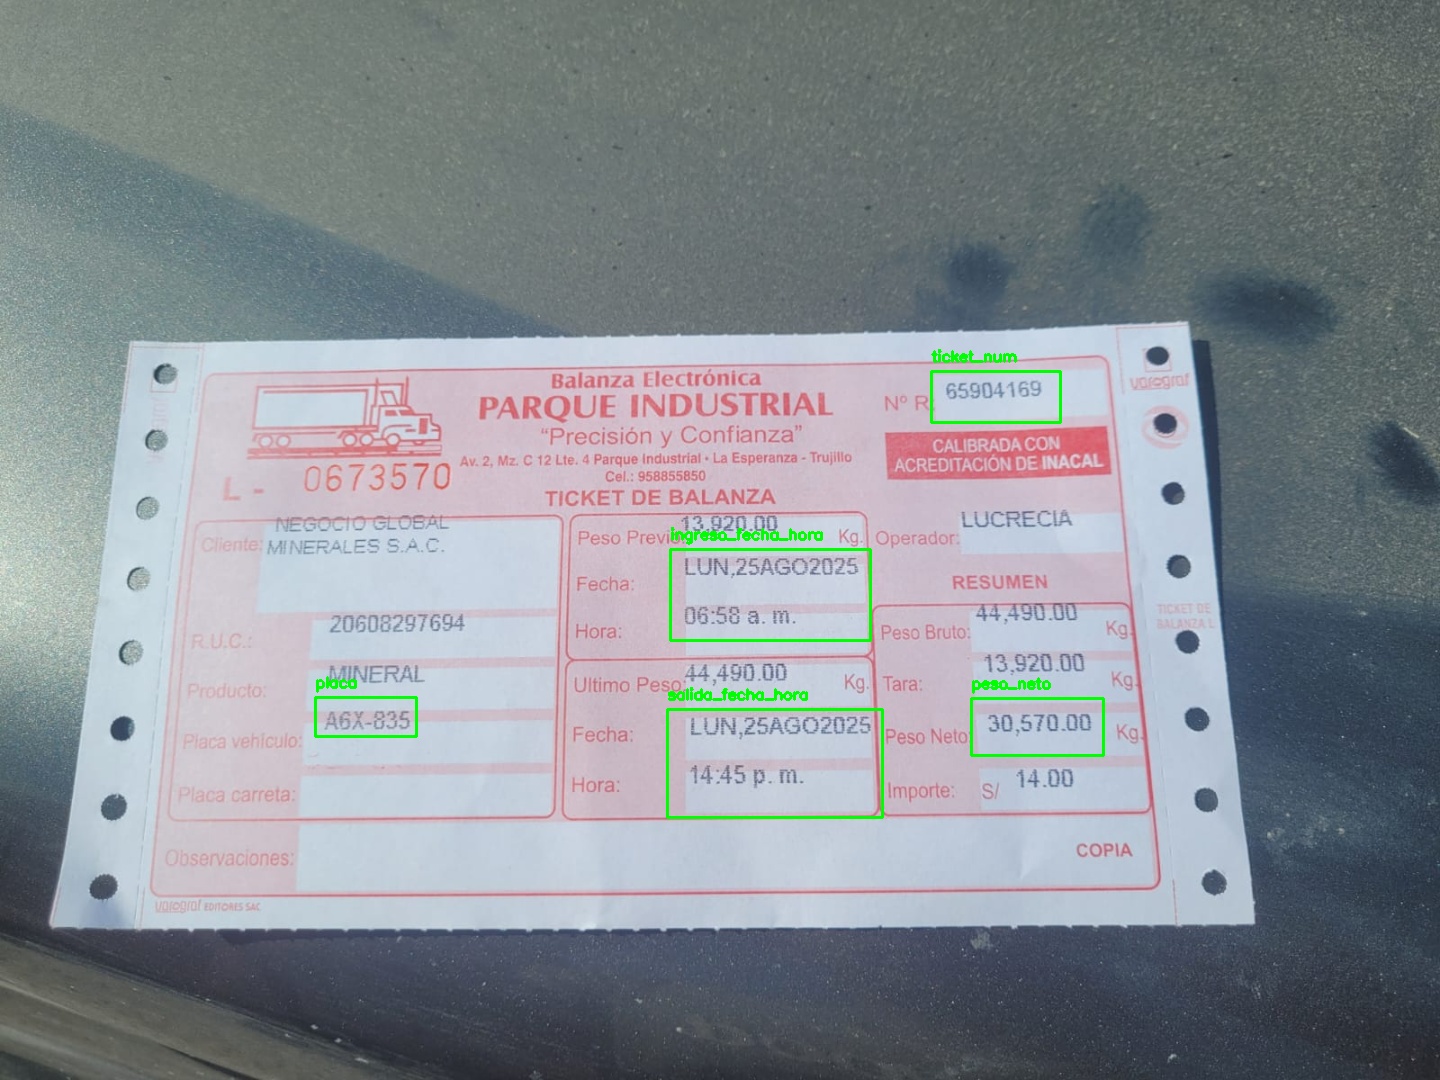 ticket_num
Balanza Electrónica
PARQUE INDUSTRIAL
"Precisión y Confianza"
Av. 2, Mz. C 12 Lte. 4 Parque Industrial • La Esperanza - Trujillo
Cel.: 958855850
L - 0673570
TICKET DE BALANZA
Nº R. 65904169
CALIBRADA CON
ACREDITACIÓN DE INACAL
varograf
Cliente: NEGOCIO GLOBAL
MINERALES S.A.C.
R.U.C.: 20608297694
Producto: MINERAL
placa
Placa vehículo: A6X-835
Placa carreta:
Peso Previo: 13,920.00 Kg.
ingreso_fecha_hora
Fecha: LUN,25AGO2025
Hora: 06:58 a. m.
Ultimo Peso: 44,490.00 Kg.
salida_fecha_hora
Fecha: LUN,25AGO2025
Hora: 14:45 p. m.
Operador: LUCRECIA
RESUMEN
Peso Bruto: 44,490.00 Kg.
Tara: 13,920.00 Kg.
peso_neto
Peso Neto: 30,570.00 Kg.
Importe: S/ 14.00
Observaciones:
COPIA
TICKET DE
BALANZA L
varograf EDITORES SAC